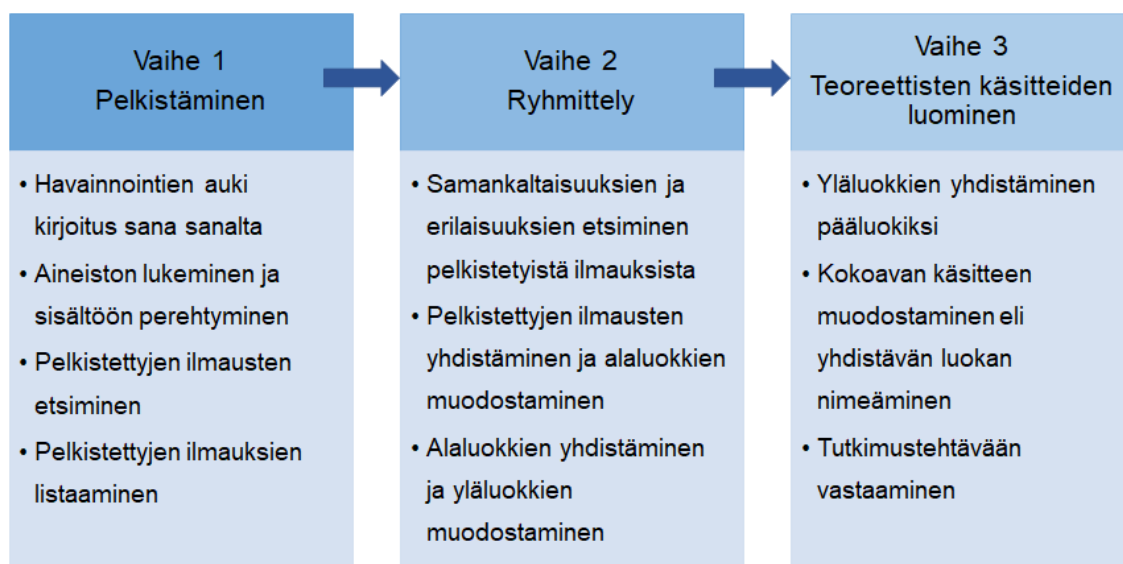 Vaihe 1
Pelkistäminen
• Havainnointien auki
kirjoitus sana sanalta
• Aineiston lukeminen ja
sisältöön perehtyminen
• Pelkistettyjen ilmausten
etsiminen
• Pelkistettyjen ilmauksien
listaaminen
Vaihe 2
Ryhmittely
• Samankaltaisuuksien ja
erilaisuuksien etsiminen
pelkistetyistä ilmauksista
• Pelkistettyjen ilmausten
yhdistäminen ja alaluokkien
muodostaminen
• Alaluokkien yhdistäminen
ja yläluokkien
muodostaminen
Vaihe 3
Teoreettisten käsitteiden
luominen
• Yläluokkien yhdistäminen
pääluokiksi
• Kokoavan käsitteen
muodostaminen eli
yhdistävän luokan
nimeäminen
• Tutkimustehtävään
vastaaminen